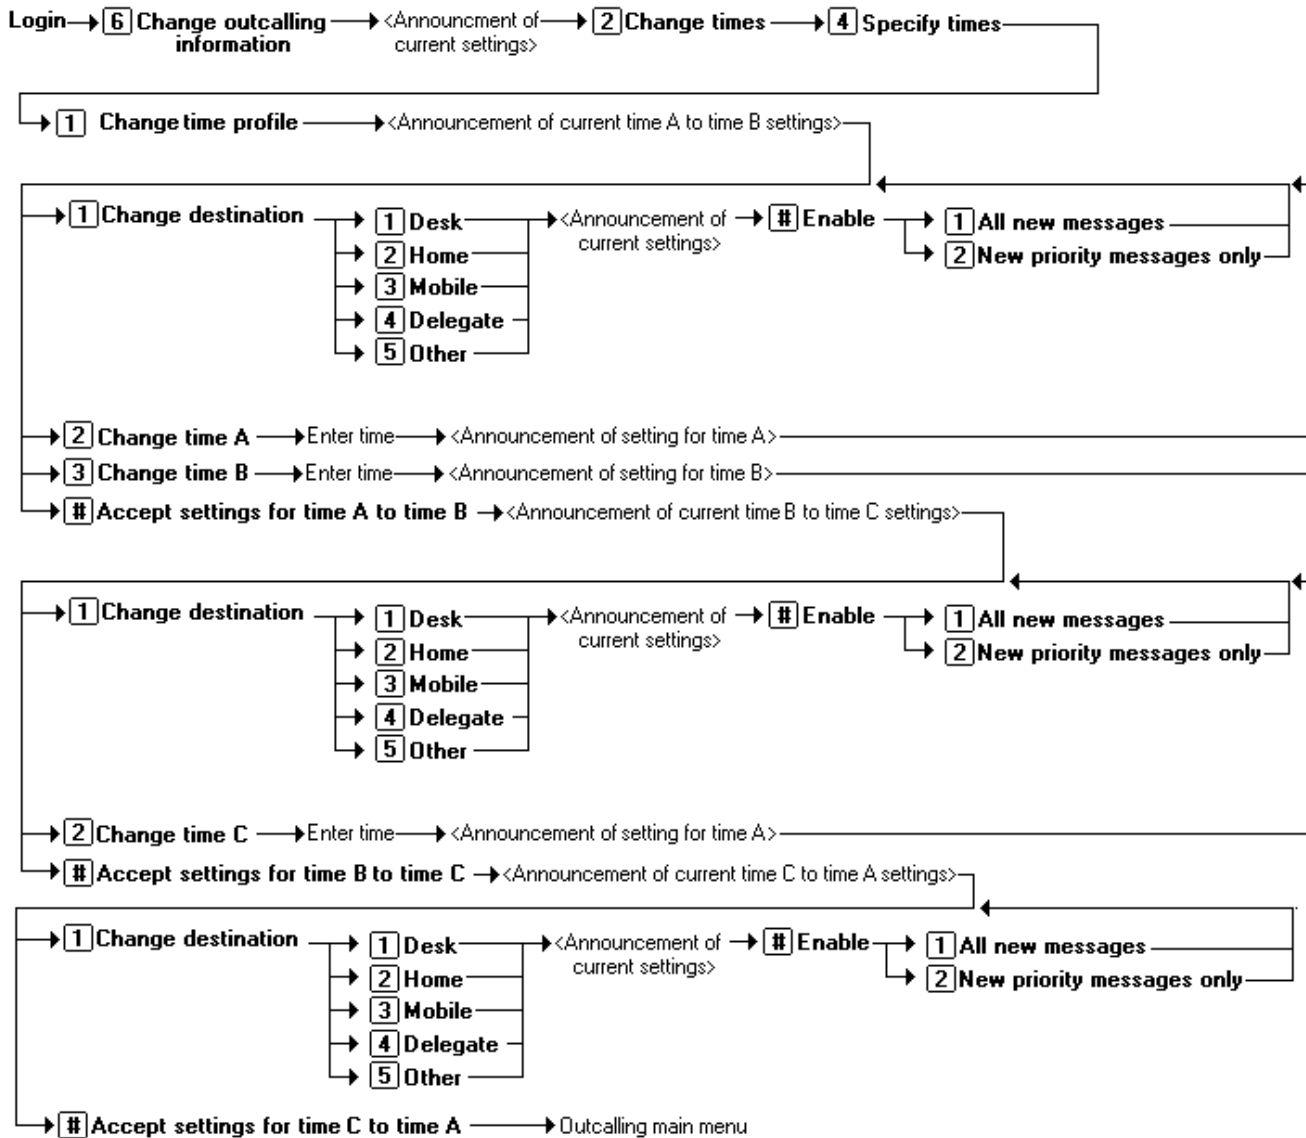 Login 6 Change outcalling information <Announcment of current settings> 2 Change times 4 Specify times
1 Change time profile <Announcement of current time A to time B settings>
1 Change destination
1 Desk
2 Home
3 Mobile
4 Delegate
5 Other
<Announcement of
current settings>
# Enable
1 All new messages
2 New priority messages only
2 Change time A Enter time <Announcement of setting for time A>
3 Change time B Enter time <Announcement of setting for time B>
# Accept settings for time A to time B <Announcement of current time B to time C settings>
1 Change destination
1 Desk
2 Home
3 Mobile
4 Delegate
5 Other
<Announcement of
current settings>
# Enable
1 All new messages
2 New priority messages only
2 Change time C Enter time <Announcement of setting for time A>
# Accept settings for time B to time C <Announcement of current time C to time A settings>
1 Change destination
1 Desk
2 Home
3 Mobile
4 Delegate
5 Other
<Announcement of
current settings>
# Enable
1 All new messages
2 New priority messages only
# Accept settings for time C to time A Outcalling main menu